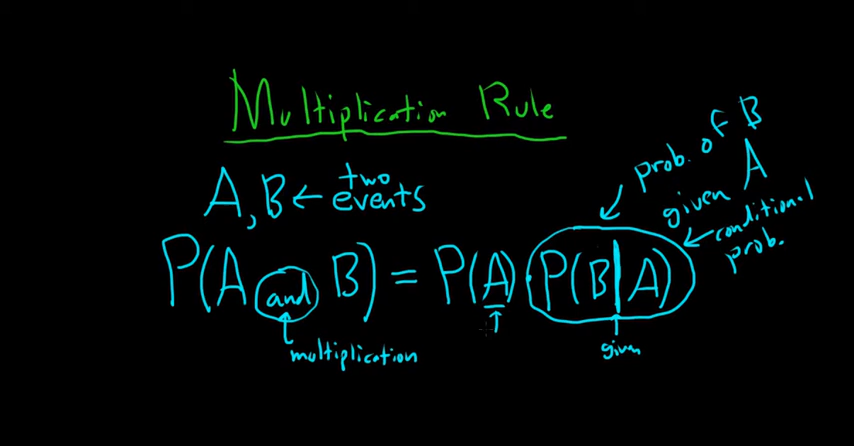 Multiplication Rule
prob. of B
given A
conditional
prob.
A, B ← two
events
P(A and B) = P(A) · P(B|A)
multiplication
given